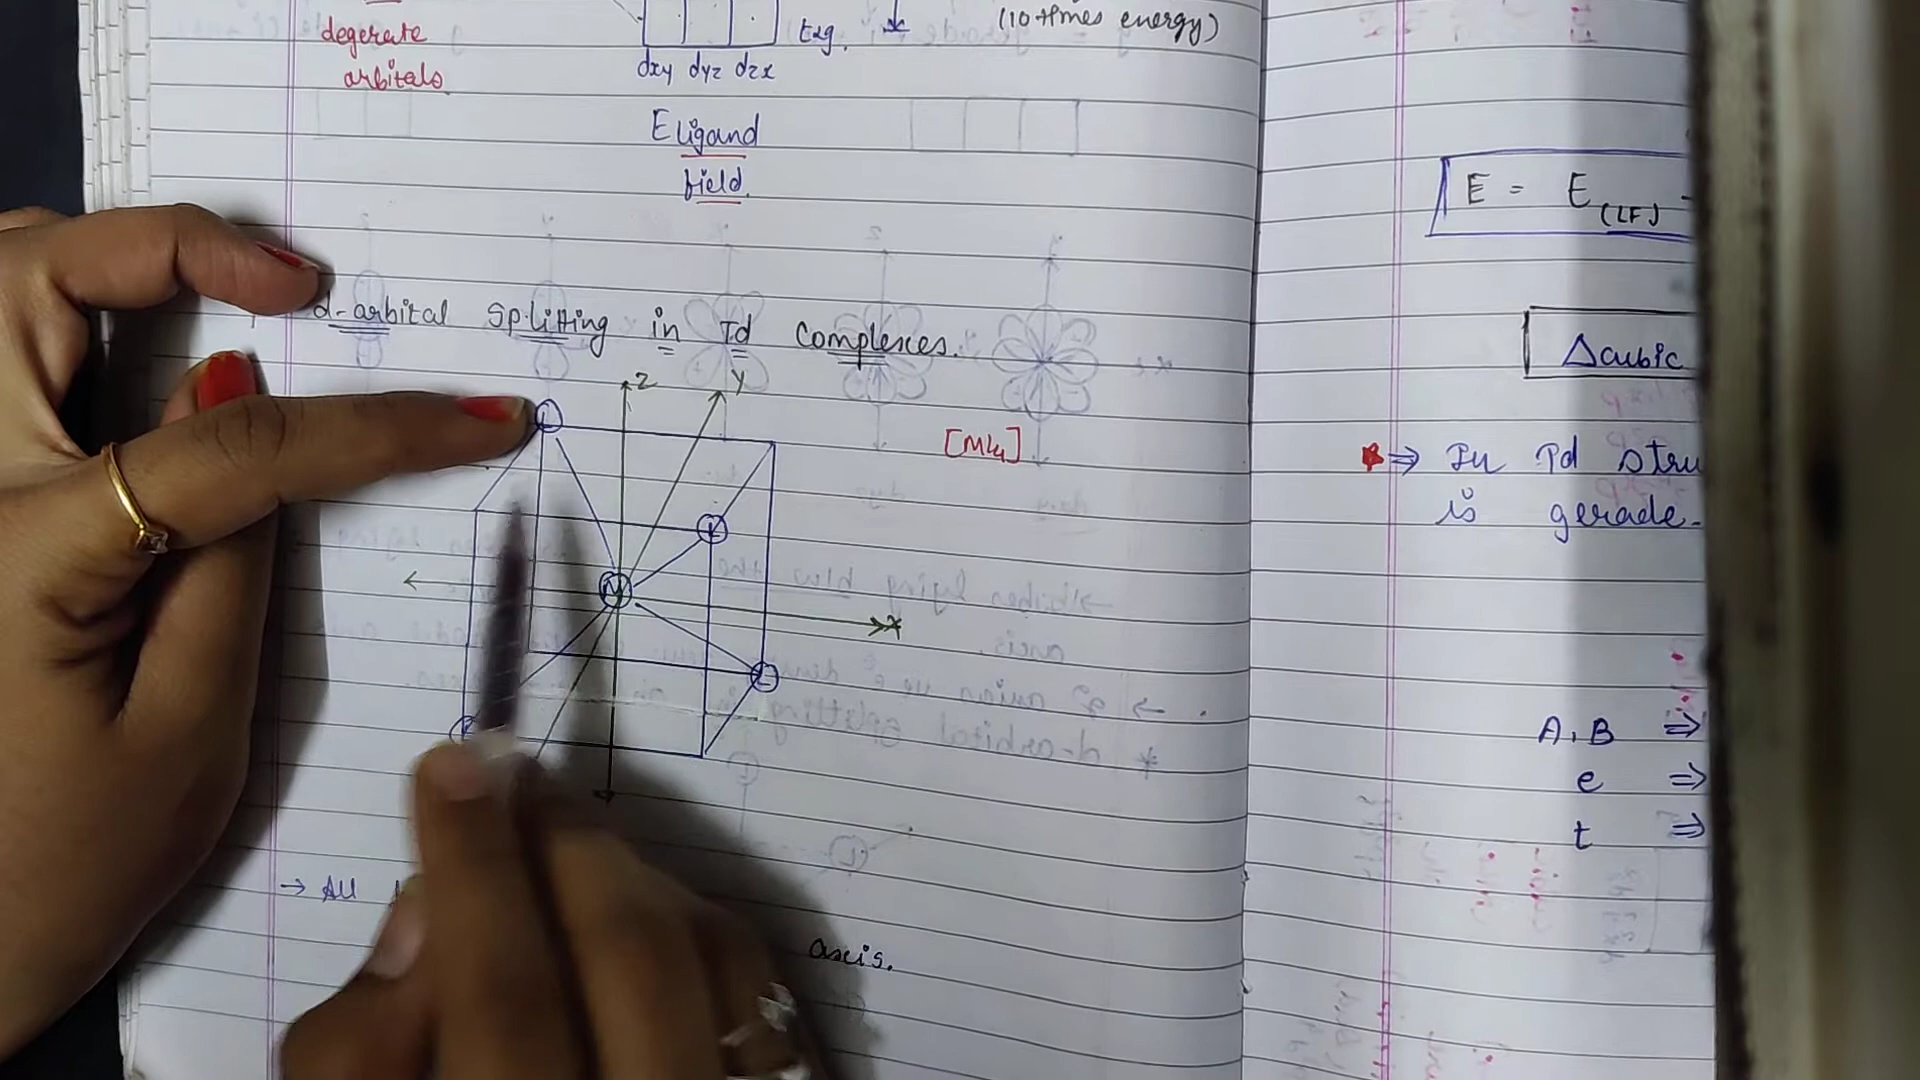 degerate
orbitals.
t2g.
(10 times energy)
dxy dyz dzx
E ligand
field.
d-orbital splitting in Td complexes.
z
y
L
[ML4]
L
M
x
L
L
→ All
axis.
E = E(LF) -
Δcubic
⇒ In Td stru
is gerade.
A, B ⇒
e ⇒
t ⇒